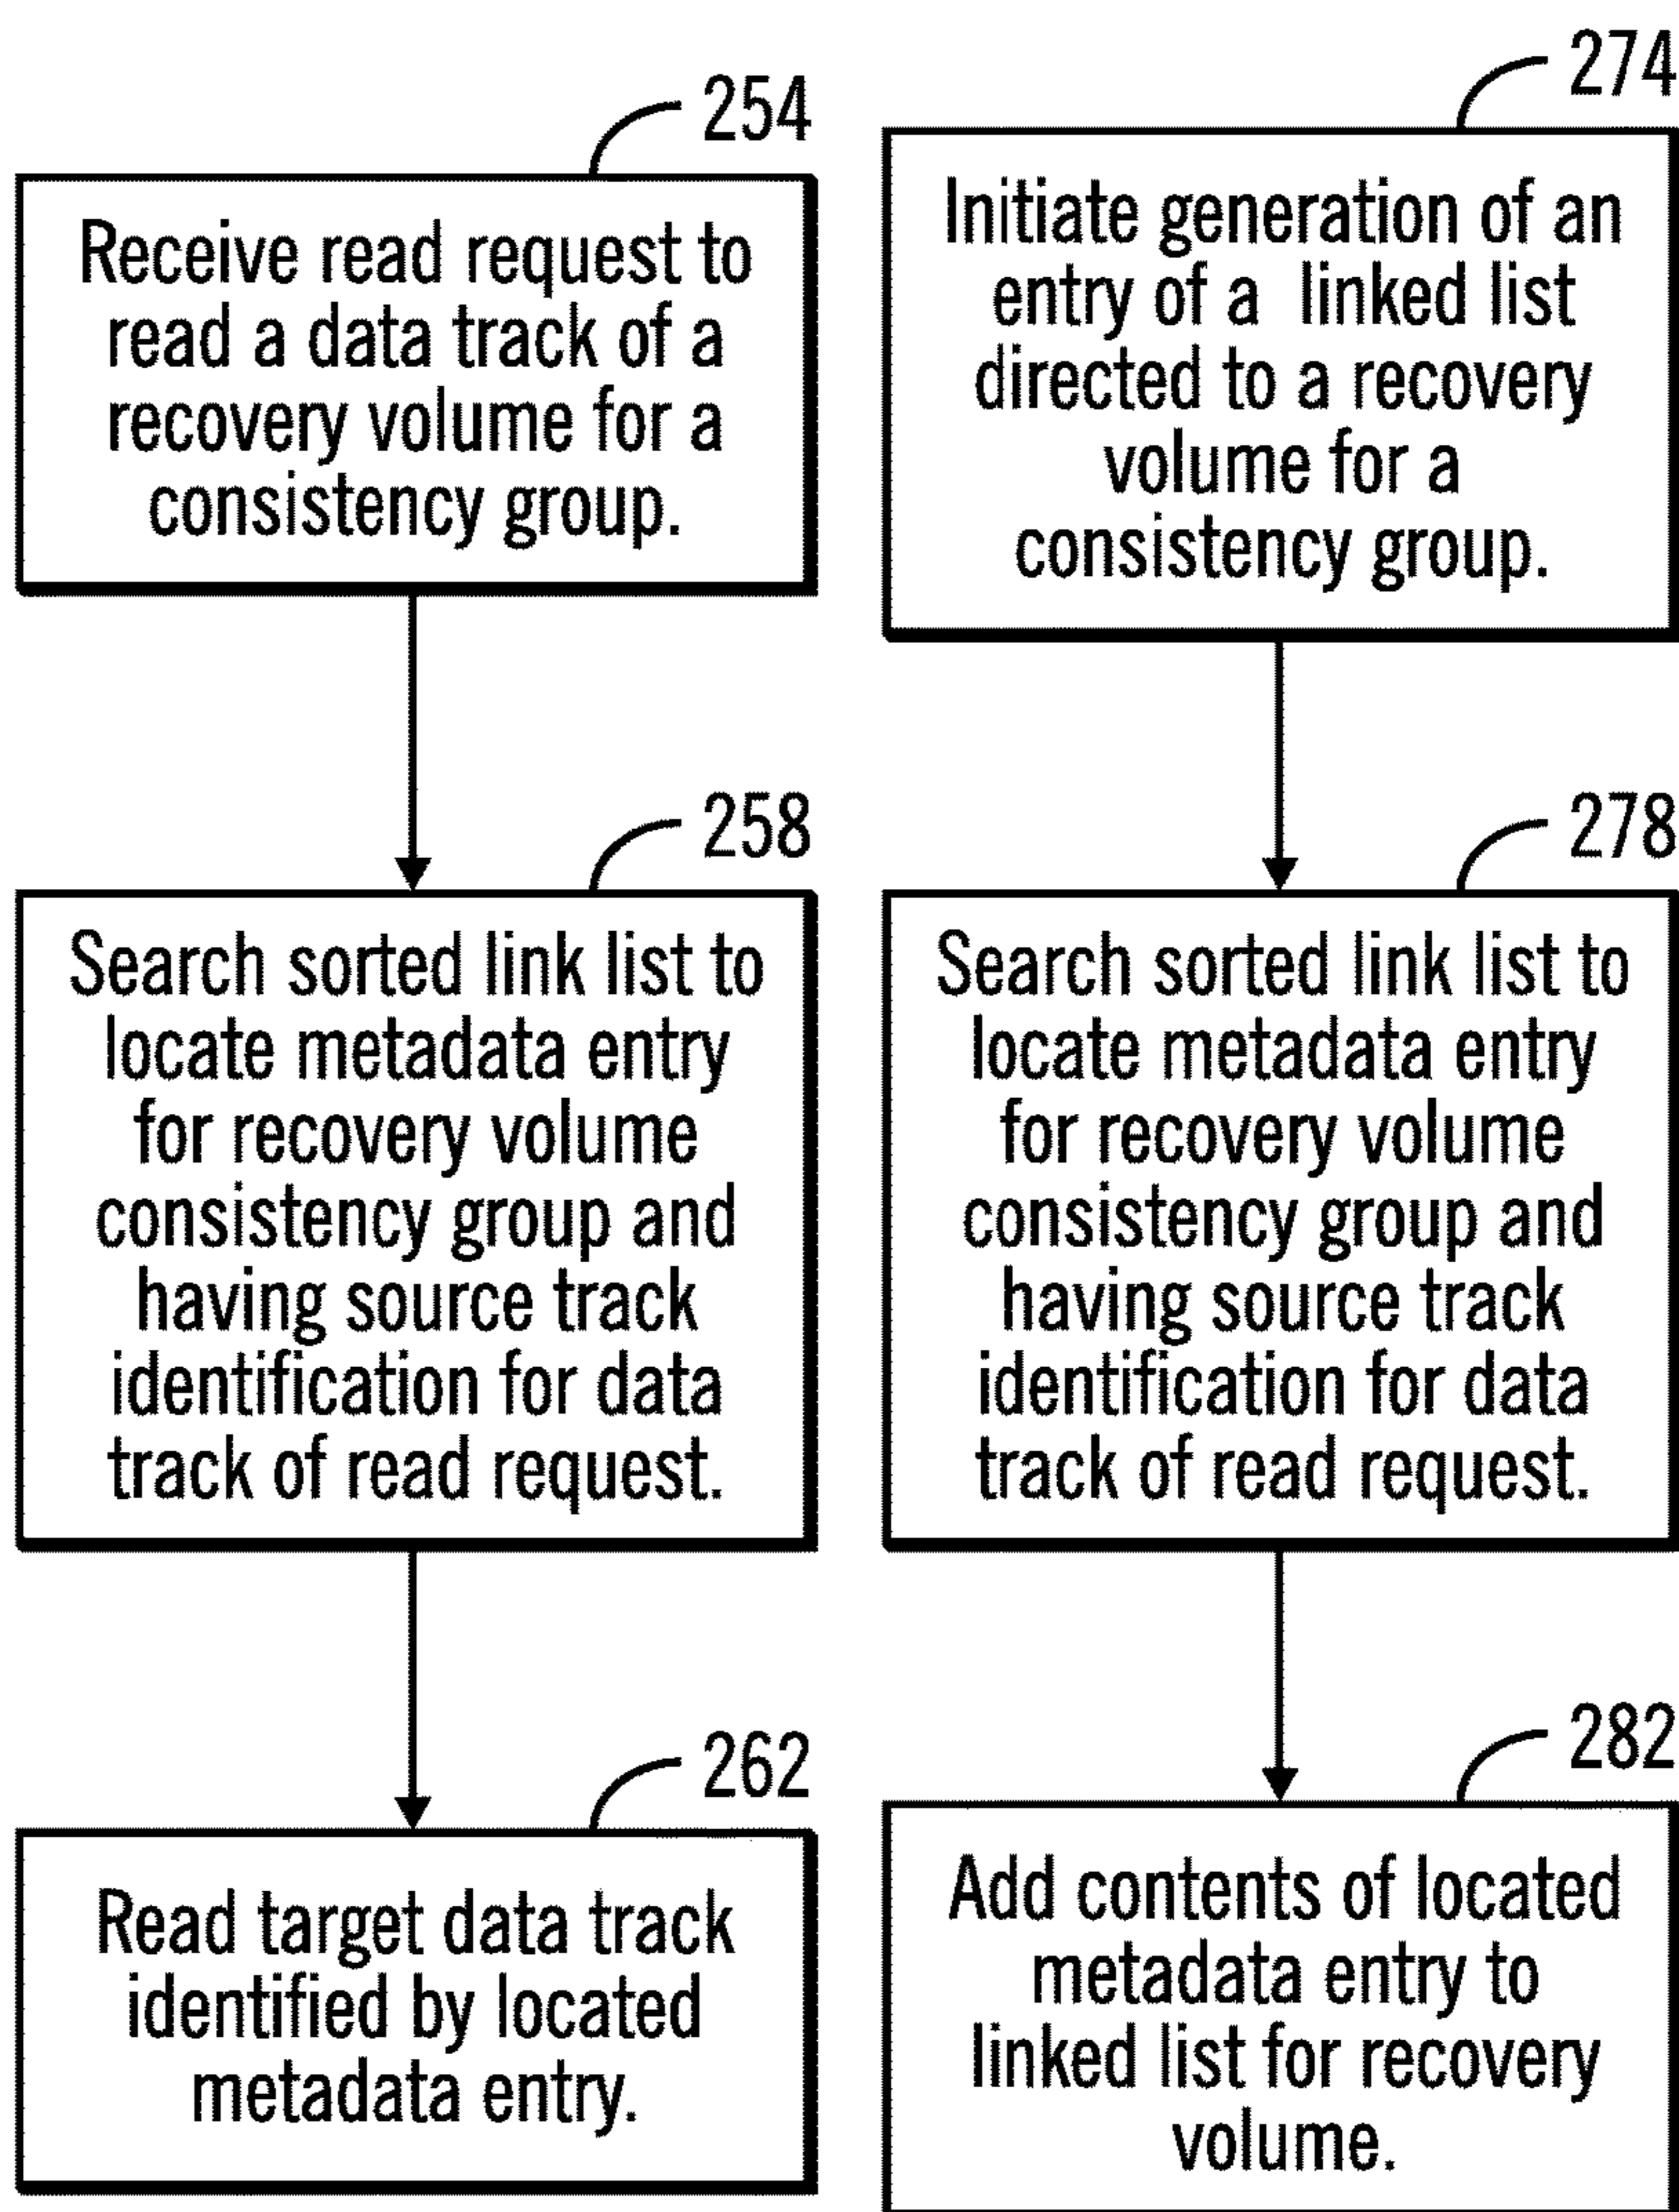 254
Receive read request to
read a data track of a
recovery volume for a
consistency group.
258
Search sorted link list to
locate metadata entry
for recovery volume
consistency group and
having source track
identification for data
track of read request.
262
Read target data track
identified by located
metadata entry.
274
Initiate generation of an
entry of a linked list
directed to a recovery
volume for a
consistency group.
278
Search sorted link list to
locate metadata entry
for recovery volume
consistency group and
having source track
identification for data
track of read request.
282
Add contents of located
metadata entry to
linked list for recovery
volume.